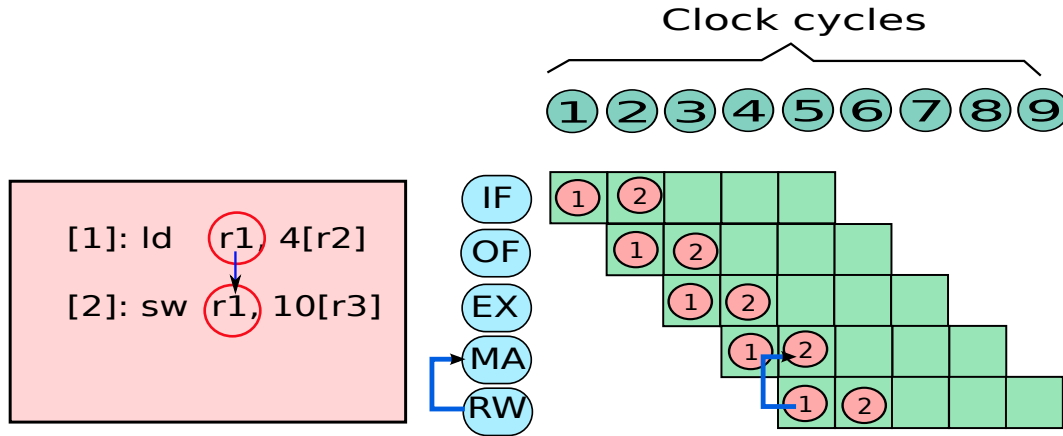 Clock cycles
1 2 3 4 5 6 7 8 9
[1]: ld r1, 4[r2]
[2]: sw r1, 10[r3]
IF 1 2
OF 1 2
EX 1 2
MA 1 2
RW 1 2